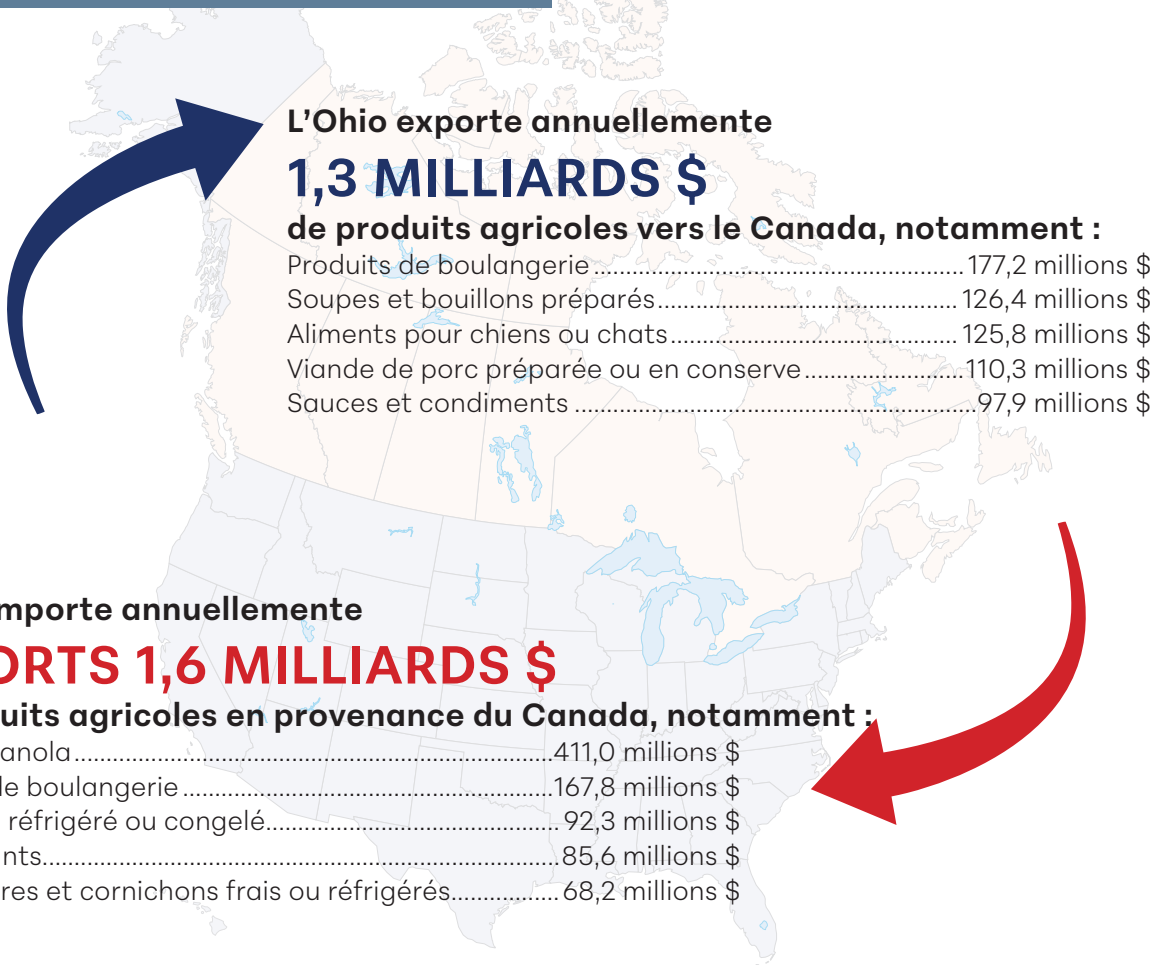 L’Ohio exporte annuellemente
1,3 MILLIARDS $
de produits agricoles vers le Canada, notamment :
Produits de boulangerie 177,2 millions $
Soupes et bouillons préparés 126,4 millions $
Aliments pour chiens ou chats 125,8 millions $
Viande de porc préparée ou en conserve 110,3 millions $
Sauces et condiments 97,9 millions $
importe annuellemente
ORTS 1,6 MILLIARDS $
uits agricoles en provenance du Canada, notamment :
anola 411,0 millions $
de boulangerie 167,8 millions $
réfrigéré ou congelé 92,3 millions $
nts 85,6 millions $
res et cornichons frais ou réfrigérés 68,2 millions $